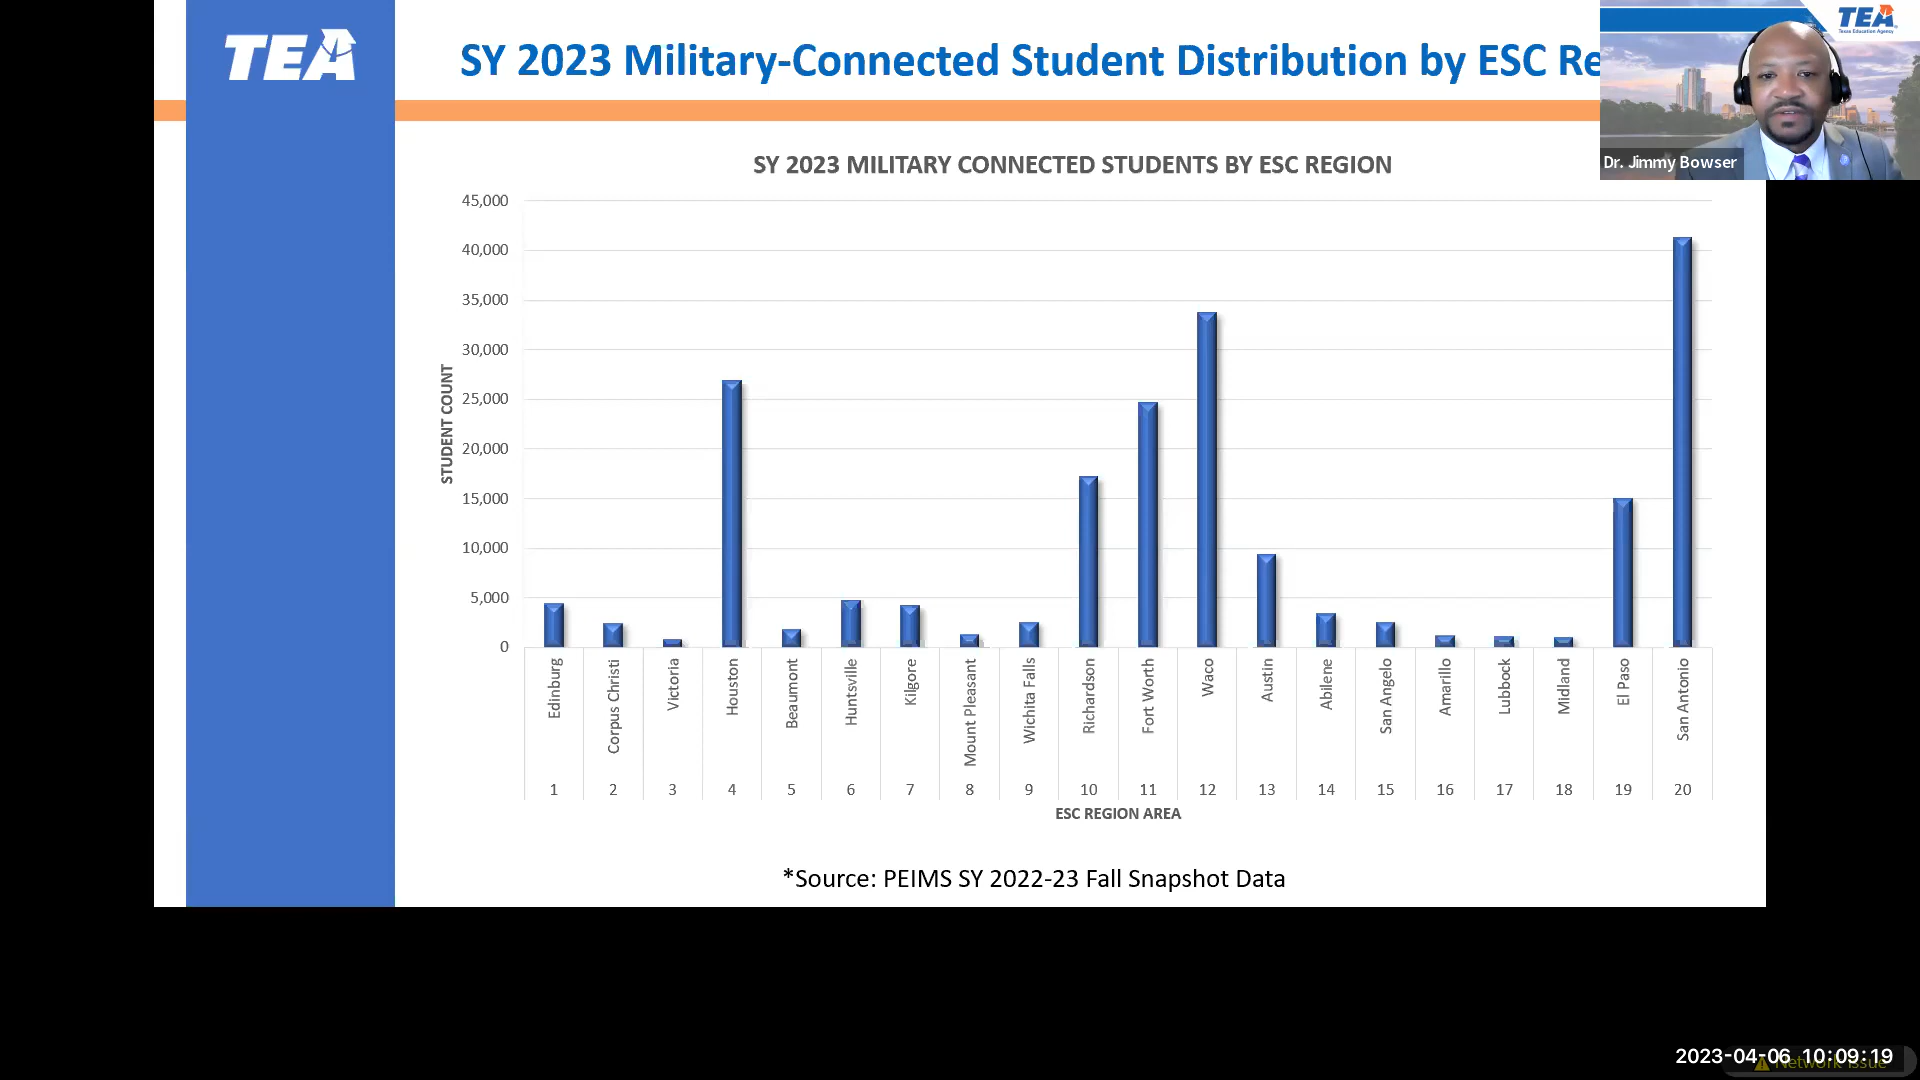 TEA
SY 2023 Military-Connected Student Distribution by ESC Re
TEA
Texas Education Agency
Dr. Jimmy Bowser
SY 2023 MILITARY CONNECTED STUDENTS BY ESC REGION
STUDENT COUNT
45,000
40,000
35,000
30,000
25,000
20,000
15,000
10,000
5,000
0
Edinburg
Corpus Christi
Victoria
Houston
Beaumont
Huntsville
Kilgore
Mount Pleasant
Wichita Falls
Richardson
Fort Worth
Waco
Austin
Abilene
San Angelo
Amarillo
Lubbock
Midland
El Paso
San Antonio
1 2 3 4 5 6 7 8 9 10 11 12 13 14 15 16 17 18 19 20
ESC REGION AREA
*Source: PEIMS SY 2022-23 Fall Snapshot Data
2023-04-06 10:09:19
Network Issue